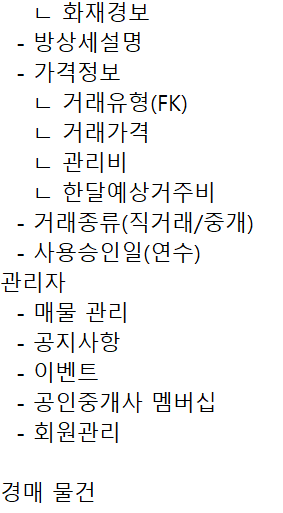 ㄴ 화재경보
- 방상세설명
- 가격정보
ㄴ 거래유형(FK)
ㄴ 거래가격
ㄴ 관리비
ㄴ 한달예상거주비
- 거래종류(직거래/중개)
- 사용승인일(연수)
관리자
- 매물 관리
- 공지사항
- 이벤트
- 공인중개사 멤버십
- 회원관리
경매 물건